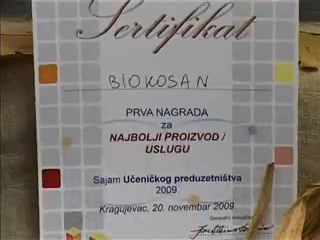 Sertifikat
BIOKOSAN
PRVA NAGRADA
za
NAJBOLJI PROIZVOD /
USLUGU
Sajam Učeničkog preduzetništva
2009.
Kragujevac, 20. novembar 2009.